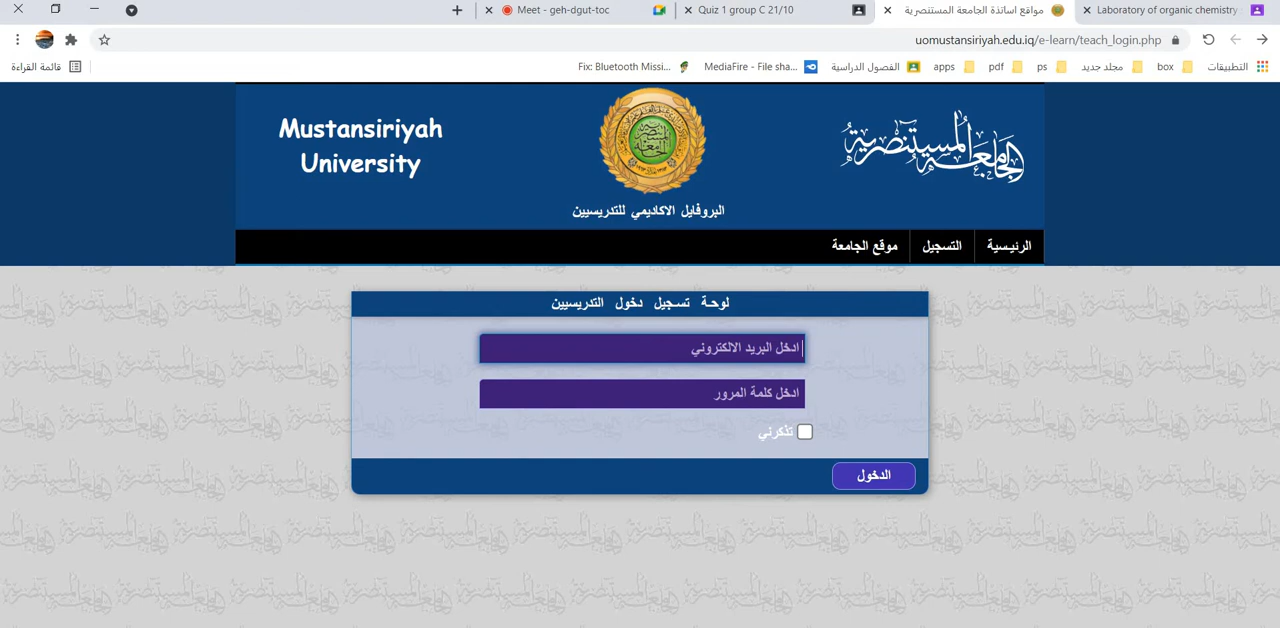 Laboratory of organic chemistry
مواقع اساتذة الجامعة المستنصرية
Quiz 1 group C 21/10
Meet - geh-dgut-toc
uomustansiriyah.edu.iq/e-learn/teach_login.php
التطبيقات
box
مجلد جديد
ps
pdf
apps
الفصول الدراسية
MediaFire - File sha...
Fix: Bluetooth Missi...
قائمة القراءة
الجامعة المستنصرية
Mustansiriyah
University
البروفايل الاكاديمي للتدريسيين
الرئيسية
التسجيل
موقع الجامعة
لوحة تسجيل دخول التدريسيين
ادخل البريد الالكتروني
ادخل كلمة المرور
تذكرني
الدخول